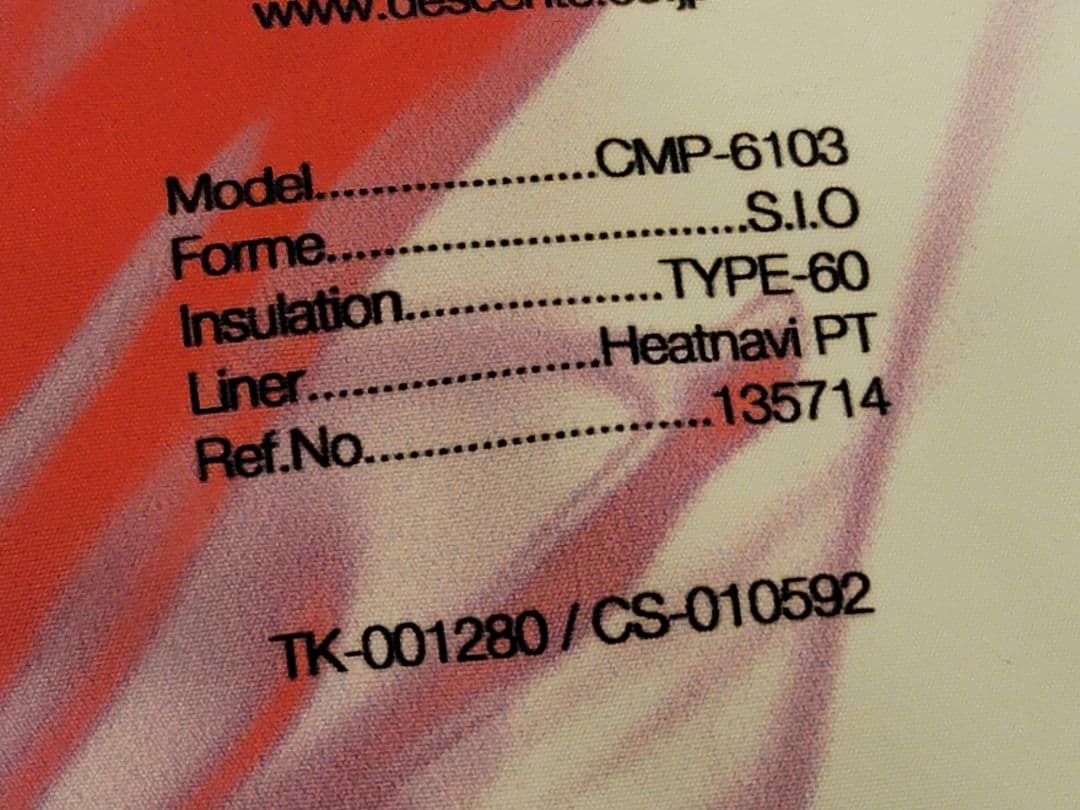 Model....................CMP-6103
Forme..............................S.I.O
Insulation..................TYPE-60
Liner.....................Heatnavi PT
Ref.No........................135714
TK-001280 / CS-010592